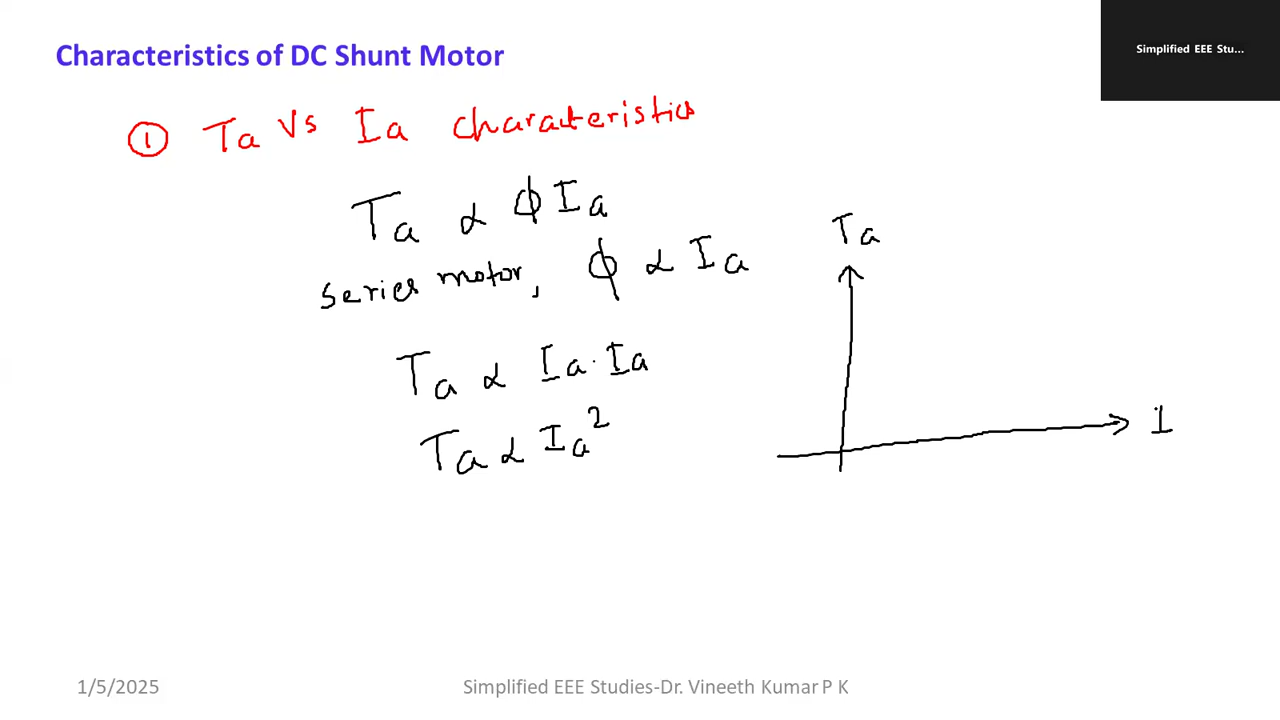 Characteristics of DC Shunt Motor
Simplified EEE Stu...
① Ta Vs Ia characteristics
Ta ∝ ϕ Ia
series motor, ϕ ∝ Ia
Ta ∝ Ia · Ia
Ta ∝ Ia²
Ta
I
1/5/2025
Simplified EEE Studies-Dr. Vineeth Kumar P K